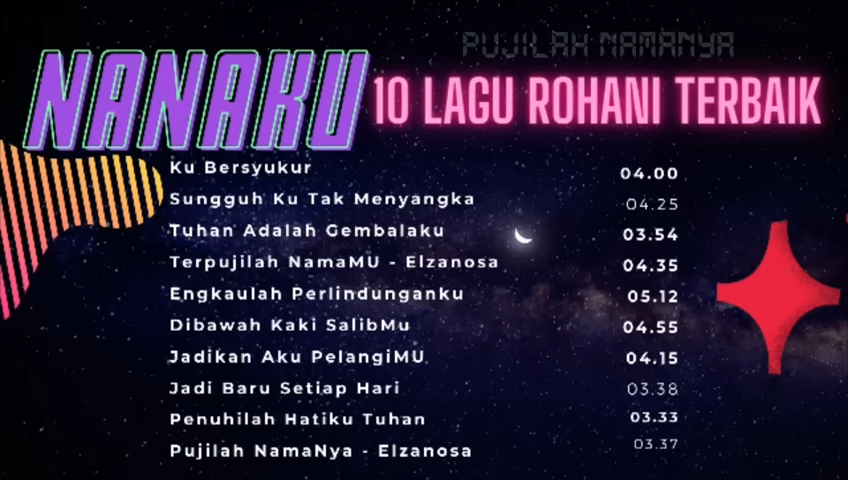 PUJILAH NAMANYA
NANAKU
10 LAGU ROHANI TERBAIK
Ku Bersyukur 04.00
Sungguh Ku Tak Menyangka 04.25
Tuhan Adalah Gembalaku 03.54
Terpujilah NamaMU - Elzanosa 04.35
Engkaulah Perlindunganku 05.12
Dibawah Kaki SalibMu 04.55
Jadikan Aku PelangiMU 04.15
Jadi Baru Setiap Hari 03.38
Penuhilah Hatiku Tuhan 03.33
Pujilah NamaNya - Elzanosa 03.37